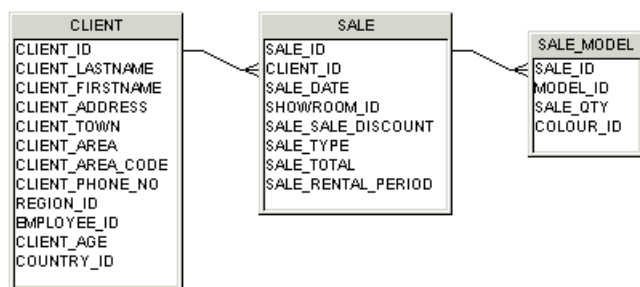 CLIENT
CLIENT_ID
CLIENT_LASTNAME
CLIENT_FIRSTNAME
CLIENT_ADDRESS
CLIENT_TOWN
CLIENT_AREA
CLIENT_AREA_CODE
CLIENT_PHONE_NO
REGION_ID
EMPLOYEE_ID
CLIENT_AGE
COUNTRY_ID
SALE
SALE_ID
CLIENT_ID
SALE_DATE
SHOWROOM_ID
SALE_SALE_DISCOUNT
SALE_TYPE
SALE_TOTAL
SALE_RENTAL_PERIOD
SALE_MODEL
SALE_ID
MODEL_ID
SALE_QTY
COLOUR_ID